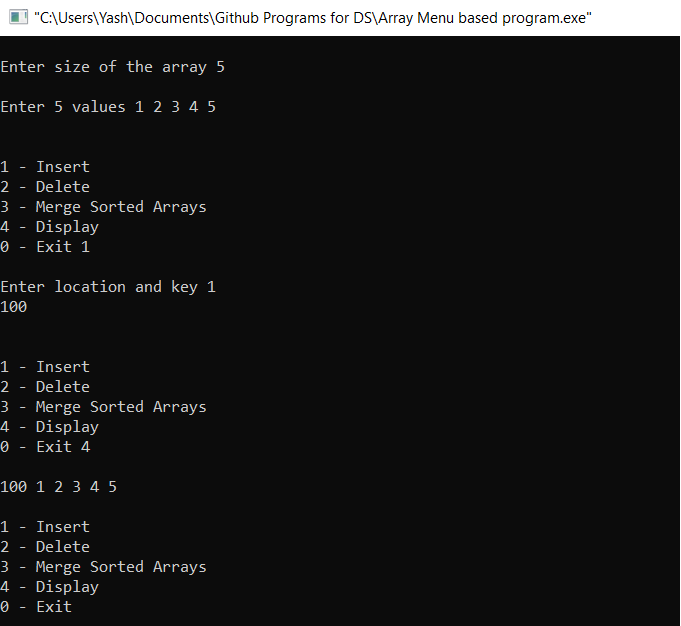 "C:\Users\Yash\Documents\Github Programs for DS\Array Menu based program.exe"
Enter size of the array 5
Enter 5 values 1 2 3 4 5
1 - Insert
2 - Delete
3 - Merge Sorted Arrays
4 - Display
0 - Exit 1
Enter location and key 1
100
1 - Insert
2 - Delete
3 - Merge Sorted Arrays
4 - Display
0 - Exit 4
100 1 2 3 4 5
1 - Insert
2 - Delete
3 - Merge Sorted Arrays
4 - Display
0 - Exit